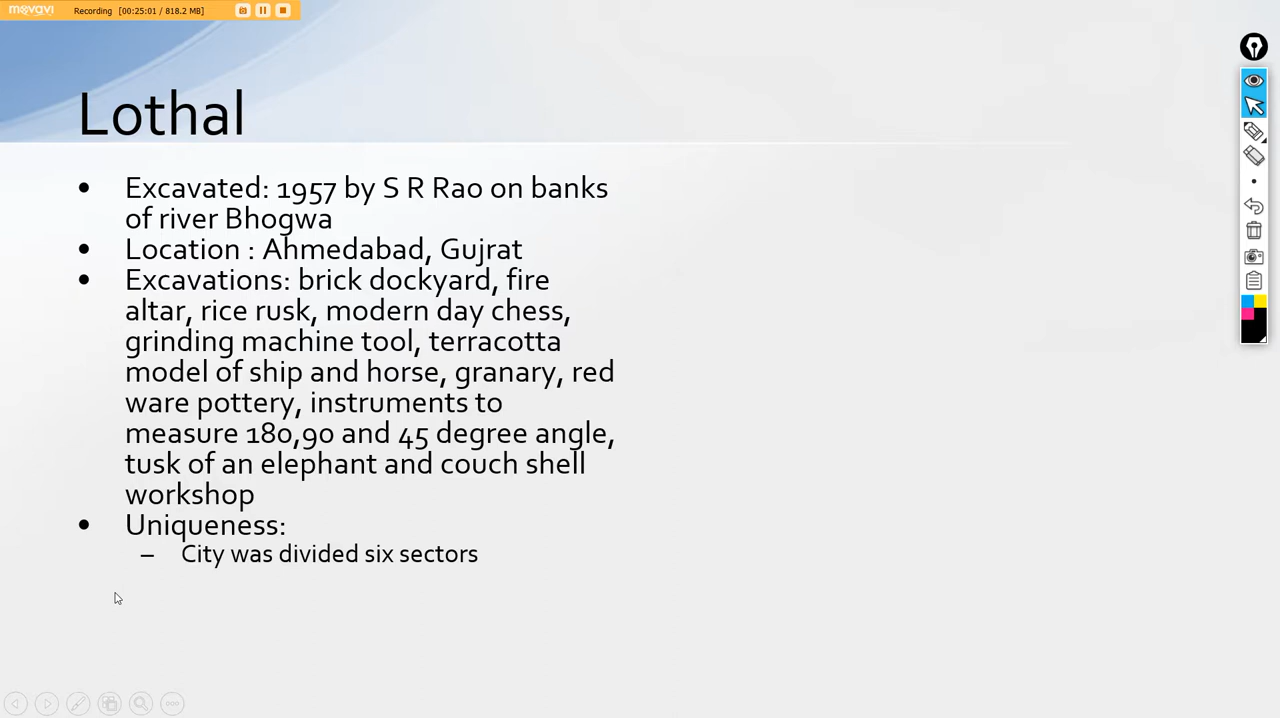 movavi Recording [00:25:01 / 818.2 MB]
Lothal
• Excavated: 1957 by S R Rao on banks
of river Bhogwa
• Location : Ahmedabad, Gujrat
• Excavations: brick dockyard, fire
altar, rice rusk, modern day chess,
grinding machine tool, terracotta
model of ship and horse, granary, red
ware pottery, instruments to
measure 180,90 and 45 degree angle,
tusk of an elephant and couch shell
workshop
• Uniqueness:
– City was divided six sectors